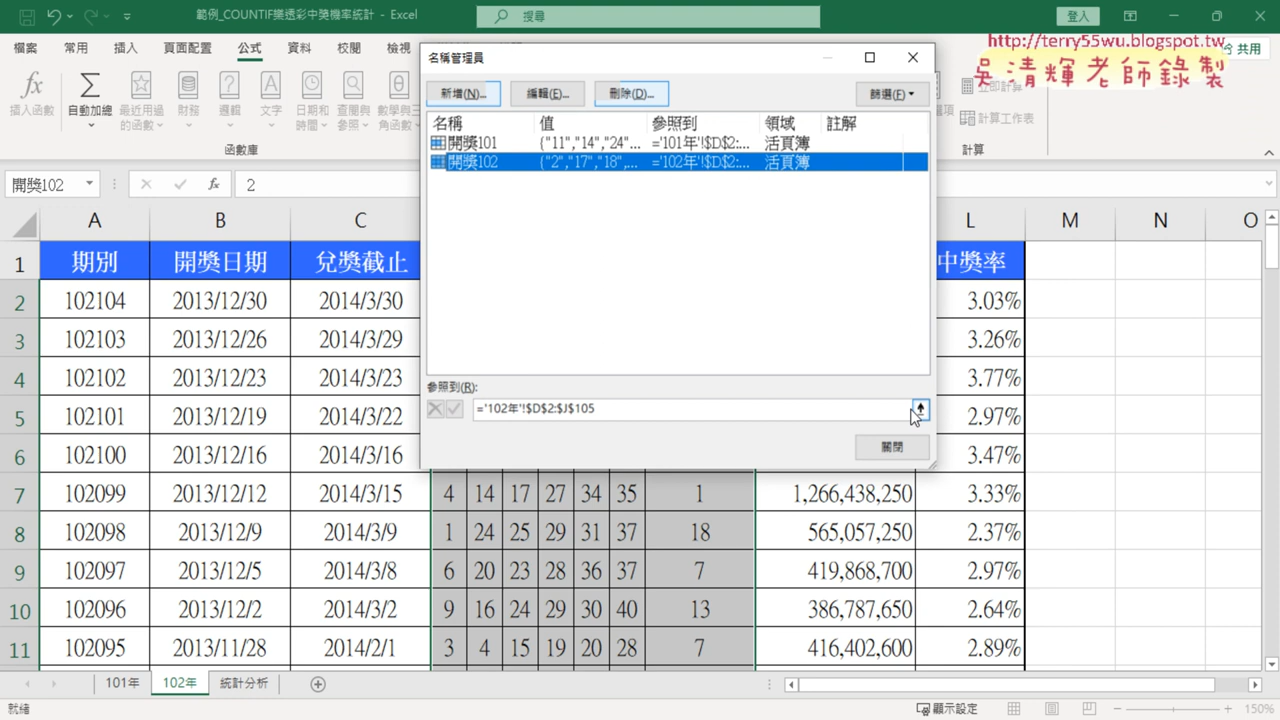 範例_COUNTIF樂透彩中獎機率統計 - Excel
搜尋
登入
http://terry55wu.blogspot.tw
吳清輝老師錄製
檔案 常用 插入 頁面配置 公式 資料 校閱 檢視 共用
插入函數 自動加總 最近用過的函數 財務 邏輯 文字 日期和時間 查閱與參照 數學與三角函數
立即計算
計算工作表
函數庫
計算
開獎102
fx
2
名稱管理員
新增(N)...
編輯(E)...
刪除(D)...
篩選(F)
名稱 值 參照到 領域 註解
開獎101 {"11","14","24"... ='101年'!$D$2:... 活頁簿
開獎102 {"2","17","18",... ='102年'!$D$2:... 活頁簿
參照到(R):
='102年'!$D$2:$J$105
關閉
A B C L M N O
1 期別 開獎日期 兌獎截止 中獎率
2 102104 2013/12/30 2014/3/30 3.03%
3 102103 2013/12/26 2014/3/29 3.26%
4 102102 2013/12/23 2014/3/23 3.77%
5 102101 2013/12/19 2014/3/22 2.97%
6 102100 2013/12/16 2014/3/16 3.47%
7 102099 2013/12/12 2014/3/15 4 14 17 27 34 35 1 1,266,438,250 3.33%
8 102098 2013/12/9 2014/3/9 1 24 25 29 31 37 18 565,057,250 2.37%
9 102097 2013/12/5 2014/3/8 6 20 23 28 36 37 7 419,868,700 2.97%
10 102096 2013/12/2 2014/3/2 9 16 24 29 30 40 13 386,787,650 2.64%
11 102095 2013/11/28 2014/2/1 3 4 15 19 20 28 7 416,402,600 2.89%
101年 102年 統計分析
就緒
顯示設定
150%